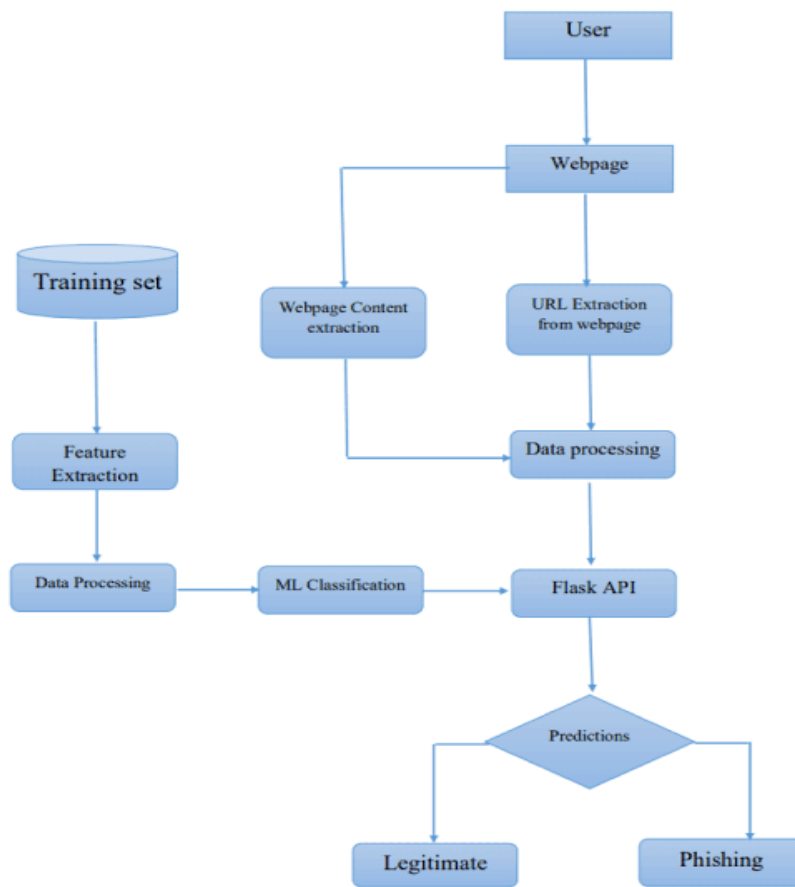 User
Webpage
Training set
Webpage Content
extraction
URL Extraction
from webpage
Feature
Extraction
Data processing
Data Processing
ML Classification
Flask API
Predictions
Legitimate
Phishing